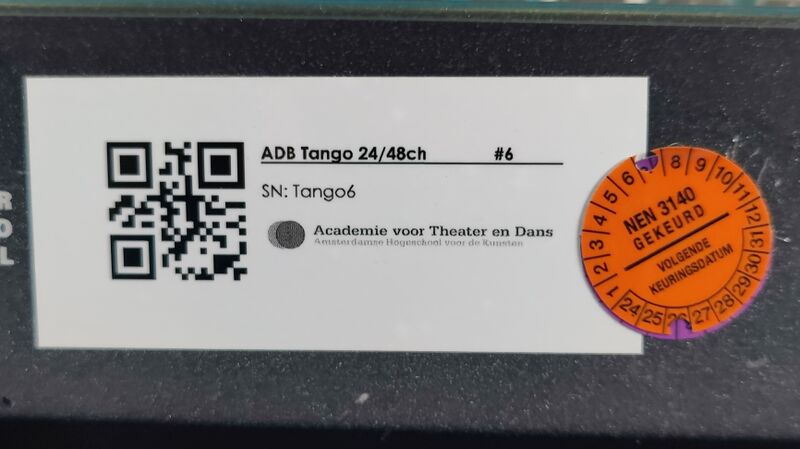 ADB Tango 24/48ch #6
SN: Tango6
Academie voor Theater en Dans
Amsterdamse Hogeschool voor de Kunsten
NEN 3140
GEKEURD
VOLGENDE
KEURINGSDATUM
1 2 3 4 5 6 8 9 10 11 12
24 25 26 27 28 29 30 31
R
O
L